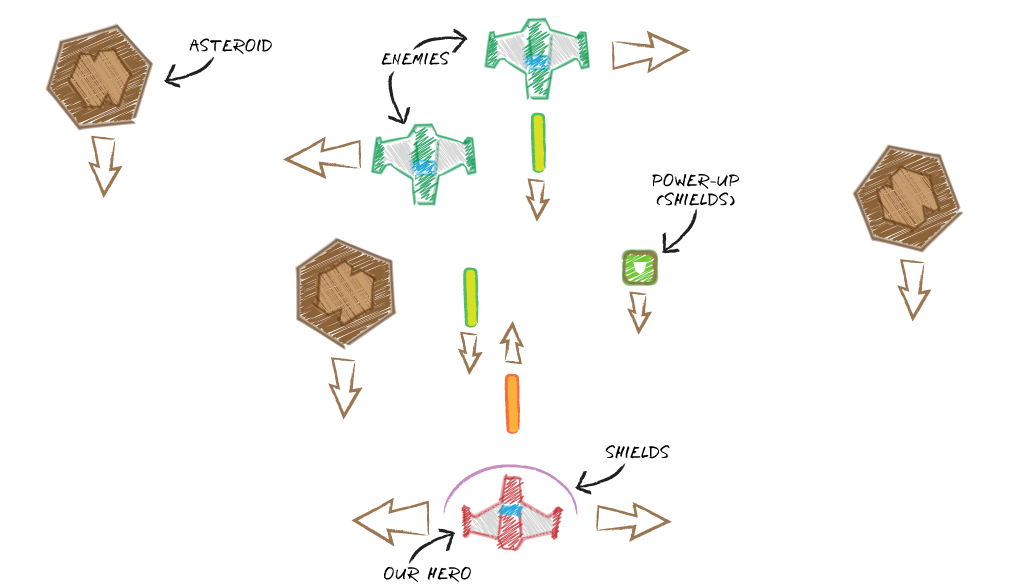 ASTEROID
ENEMIES
POWER-UP
(SHIELDS)
SHIELDS
OUR HERO